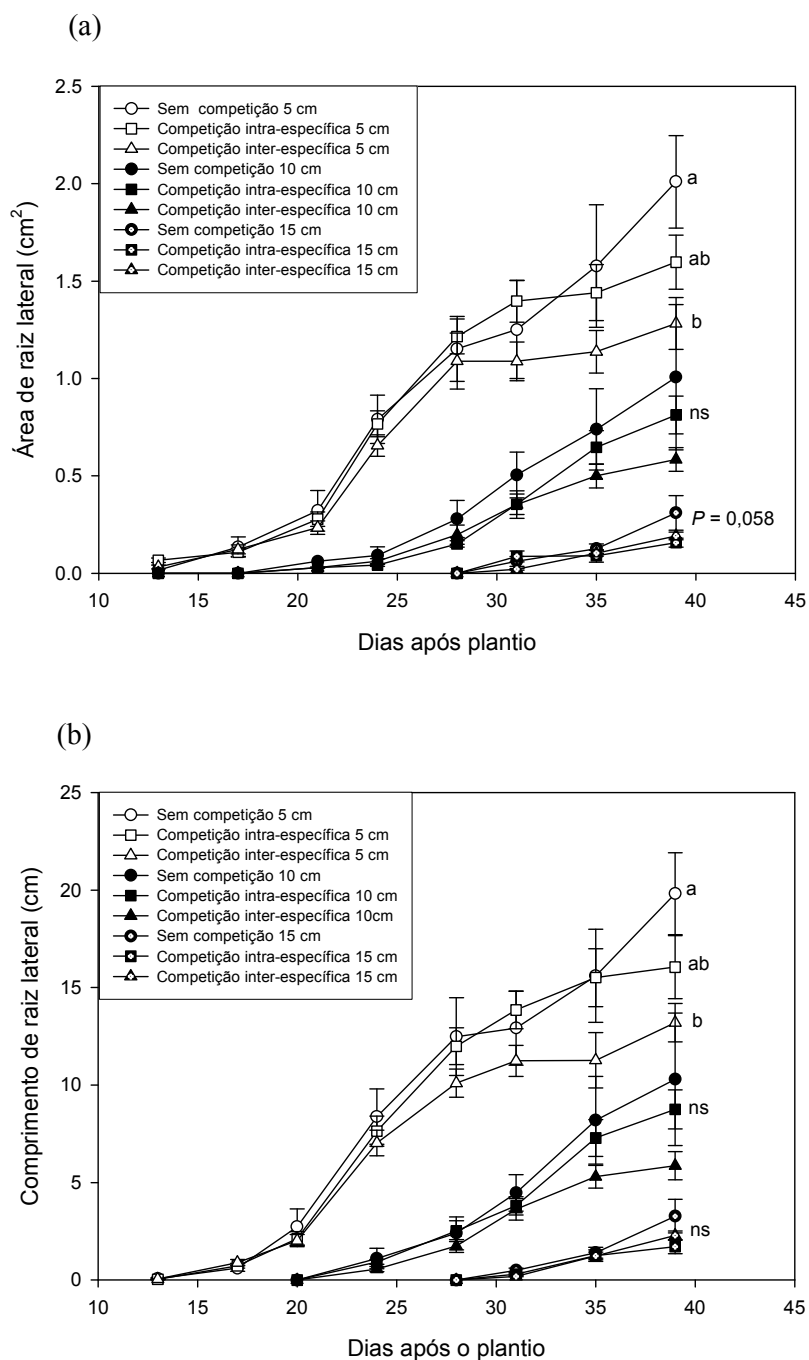 (a)
2.5
2.0
1.5
1.0
0.5
0.0
Área de raiz lateral (cm²)
Sem  competição 5 cm
Competição intra-específica 5 cm
Competição inter-específica 5 cm
Sem competição 10 cm
Competição intra-específica 10 cm
Competição inter-específica 10 cm
Sem competição 15 cm
Competição intra-específica 15 cm
Competição inter-específica 15 cm
a
ab
b
ns
P = 0,058
10 15 20 25 30 35 40 45
Dias após plantio
(b)
25
20
15
10
5
0
Comprimento de raiz lateral (cm)
Sem competição 5 cm
Competição intra-específica 5 cm
Competição inter-específica 5 cm
Sem competição 10 cm
Competição intra-específica 10 cm
Competição inter-específica 10cm
Sem competição 15 cm
Competição intra-específica 15 cm
Competição inter-específica 15 cm
a
ab
b
ns
ns
10 15 20 25 30 35 40 45
Dias após o plantio